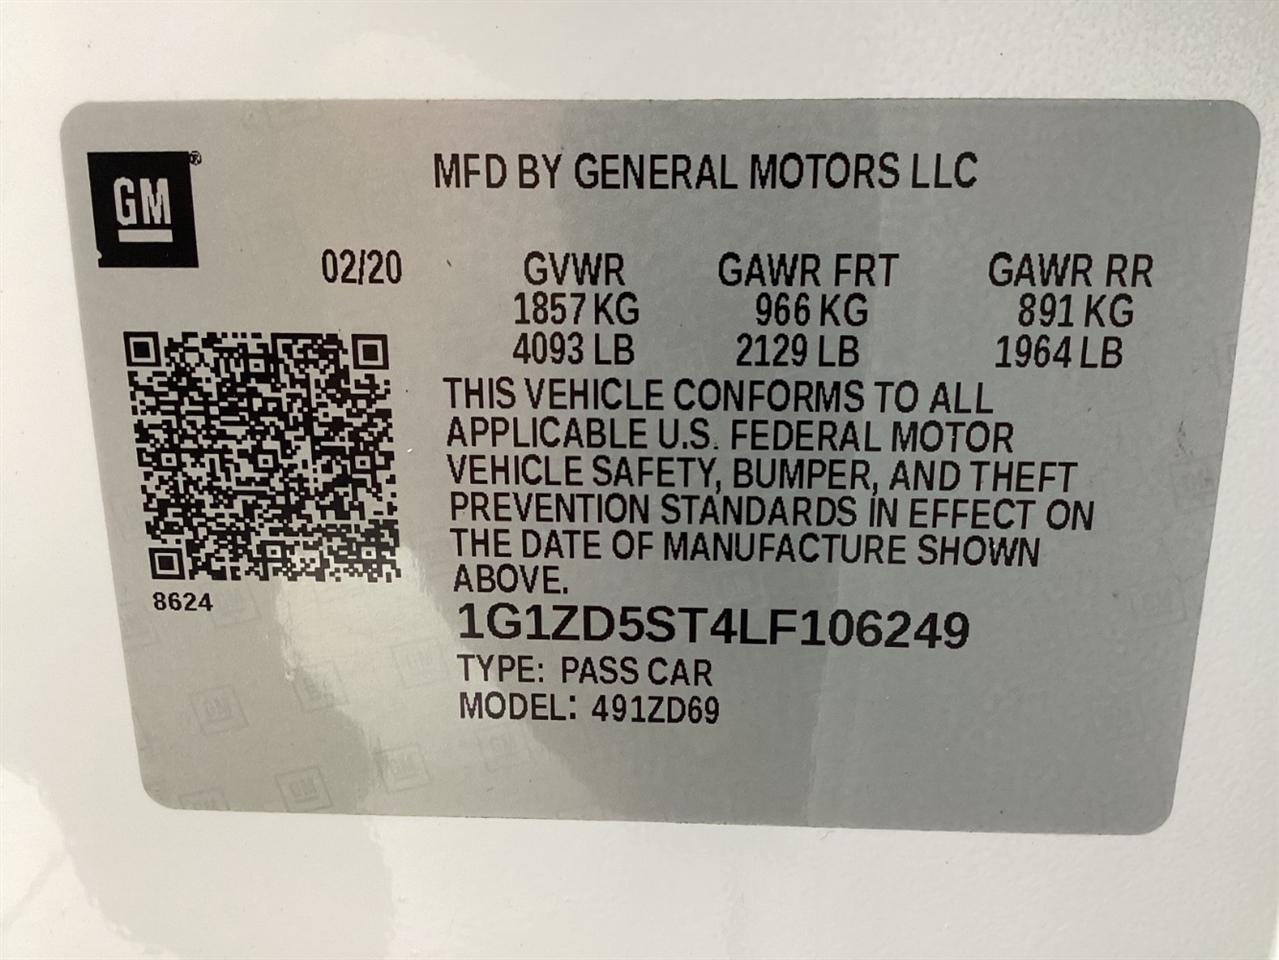 GM®
MFD BY GENERAL MOTORS LLC
02/20
GVWR GAWR FRT GAWR RR
1857 KG 966 KG 891 KG
4093 LB 2129 LB 1964 LB
THIS VEHICLE CONFORMS TO ALL
APPLICABLE U.S. FEDERAL MOTOR
VEHICLE SAFETY, BUMPER, AND THEFT
PREVENTION STANDARDS IN EFFECT ON
THE DATE OF MANUFACTURE SHOWN
ABOVE.
8624
1G1ZD5ST4LF106249
TYPE: PASS CAR
MODEL: 491ZD69